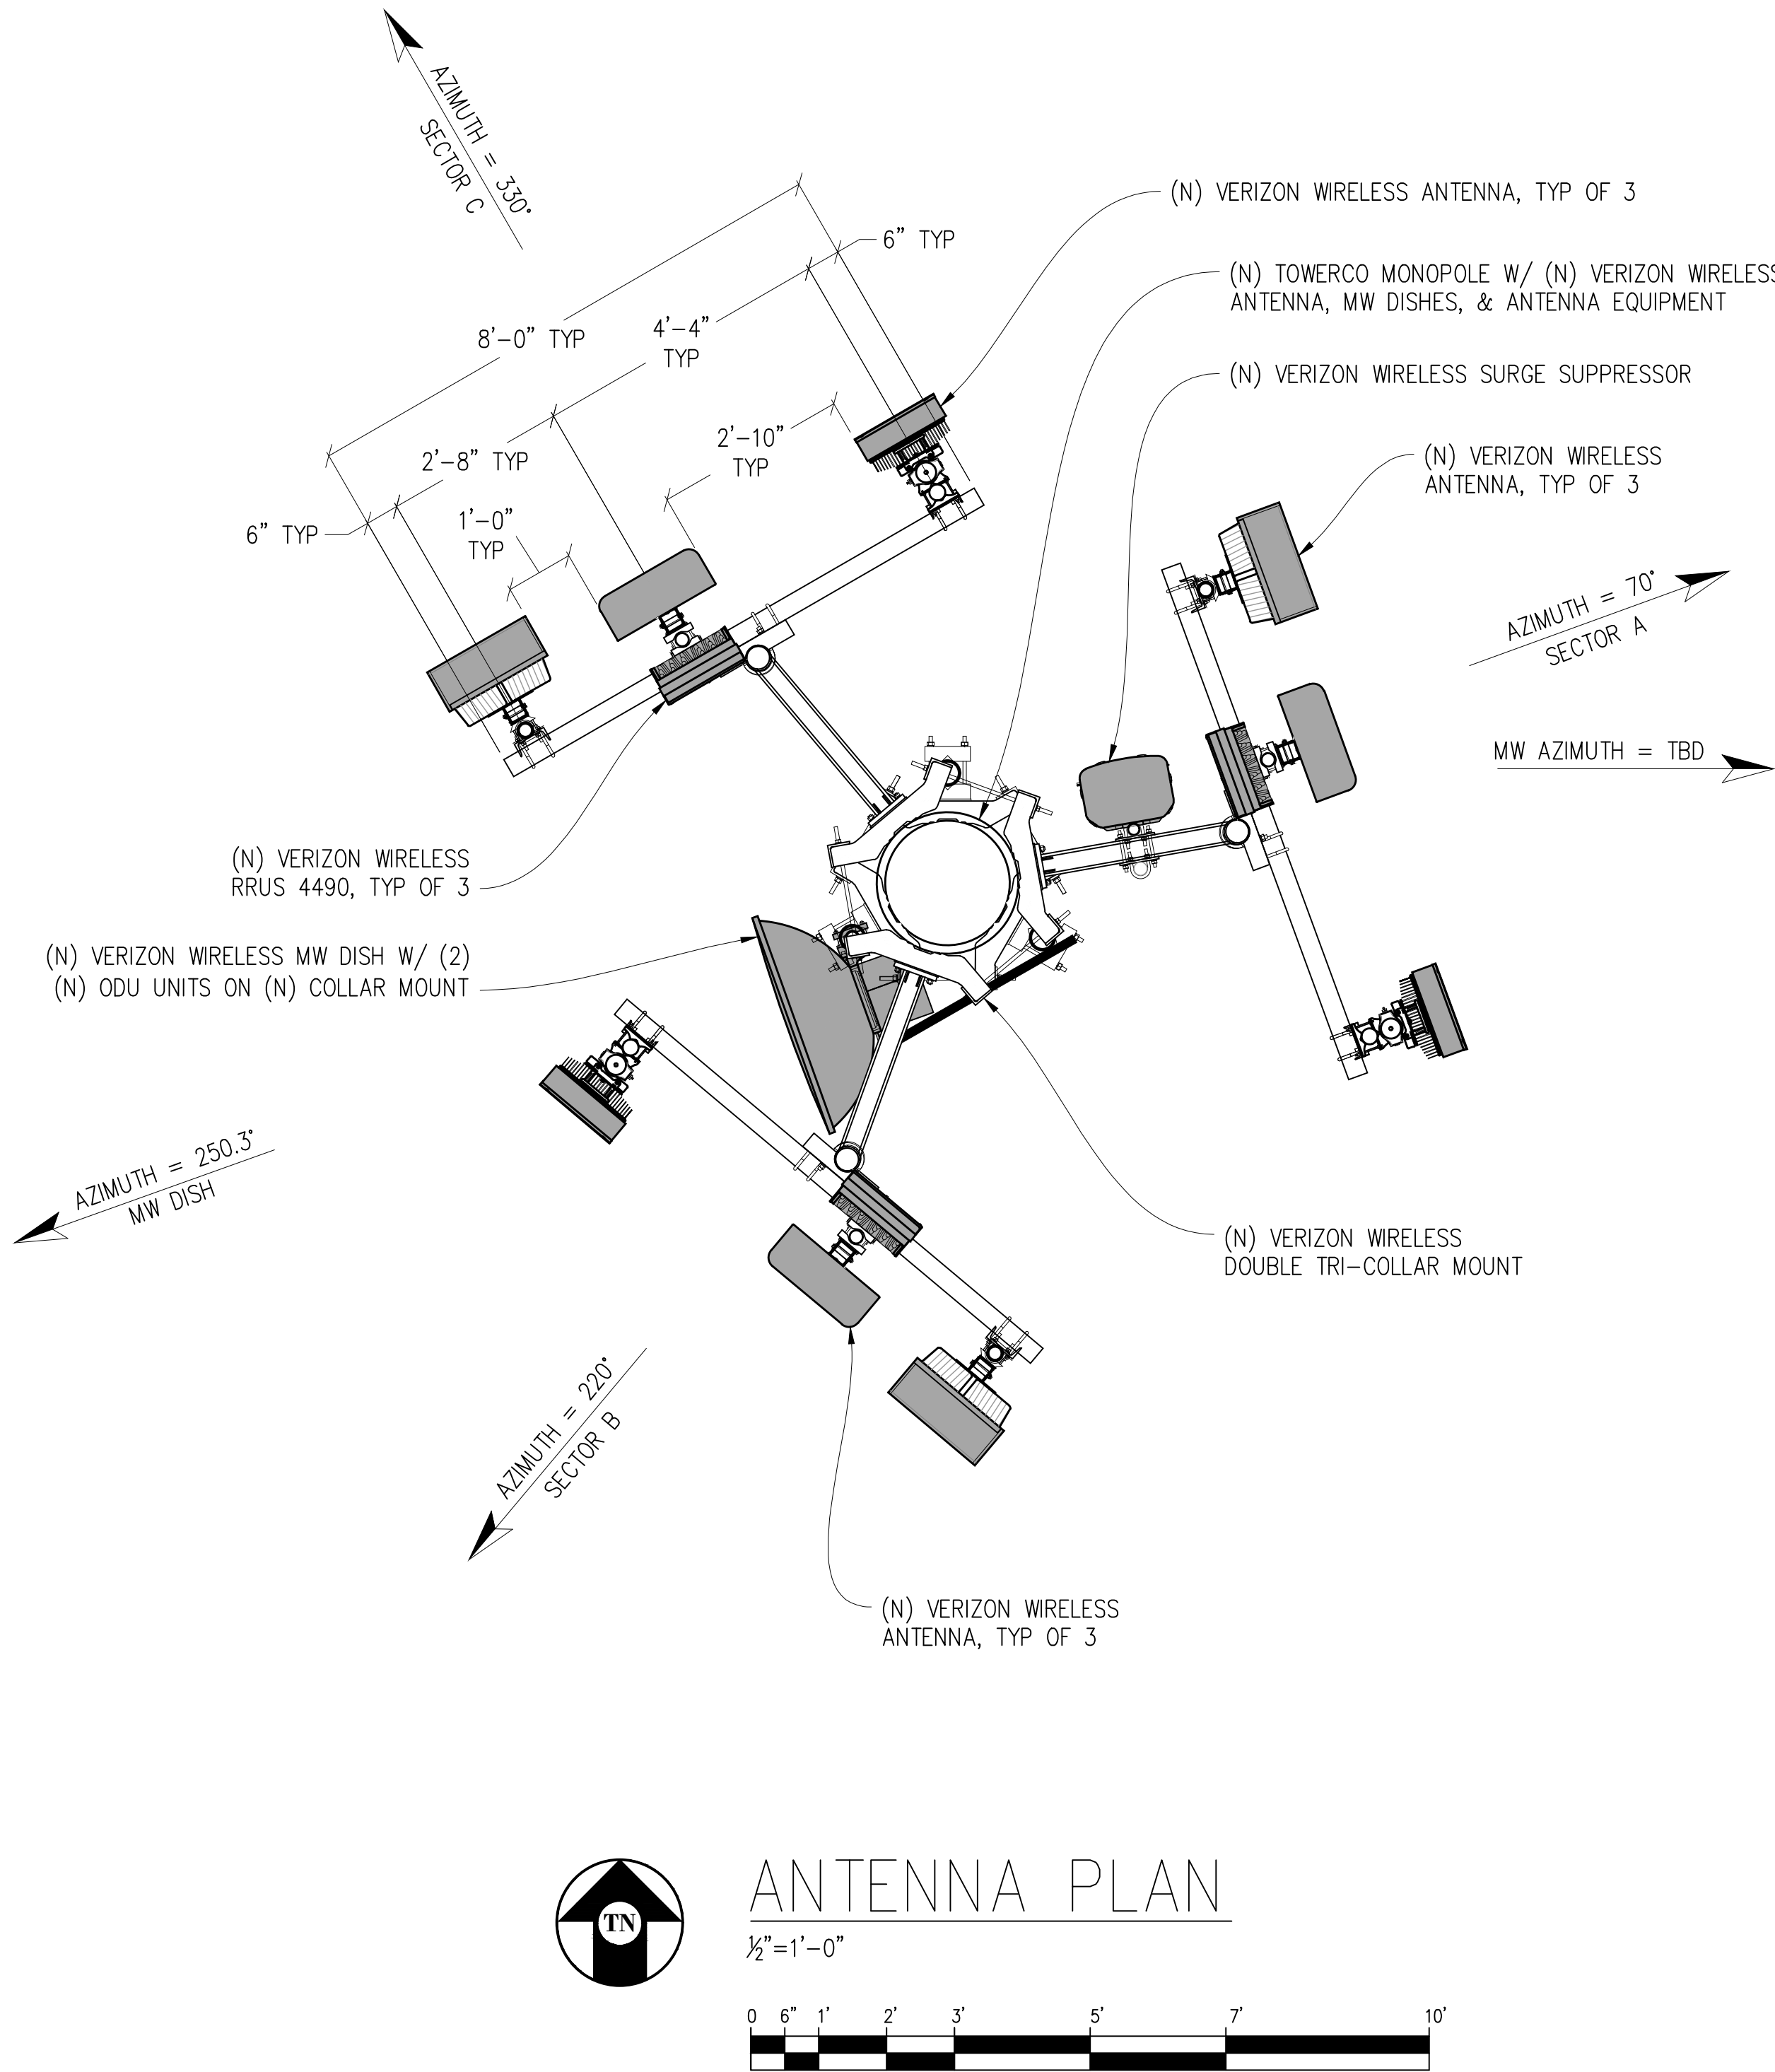 AZIMUTH = 330°
SECTOR C
(N) VERIZON WIRELESS ANTENNA, TYP OF 3
6" TYP
(N) TOWERCO MONOPOLE W/ (N) VERIZON WIRELESS
ANTENNA, MW DISHES, & ANTENNA EQUIPMENT
8'-0" TYP
4'-4"
TYP
(N) VERIZON WIRELESS SURGE SUPPRESSOR
2'-10"
TYP
2'-8" TYP
(N) VERIZON WIRELESS
ANTENNA, TYP OF 3
1'-0"
TYP
6" TYP
AZIMUTH = 70°
SECTOR A
MW AZIMUTH = TBD
(N) VERIZON WIRELESS
RRUS 4490, TYP OF 3
(N) VERIZON WIRELESS MW DISH W/ (2)
(N) ODU UNITS ON (N) COLLAR MOUNT
AZIMUTH = 250.3°
MW DISH
(N) VERIZON WIRELESS
DOUBLE TRI-COLLAR MOUNT
AZIMUTH = 220°
SECTOR B
(N) VERIZON WIRELESS
ANTENNA, TYP OF 3
TN
ANTENNA PLAN
½"=1'-0"
0 6" 1' 2' 3' 5' 7' 10'